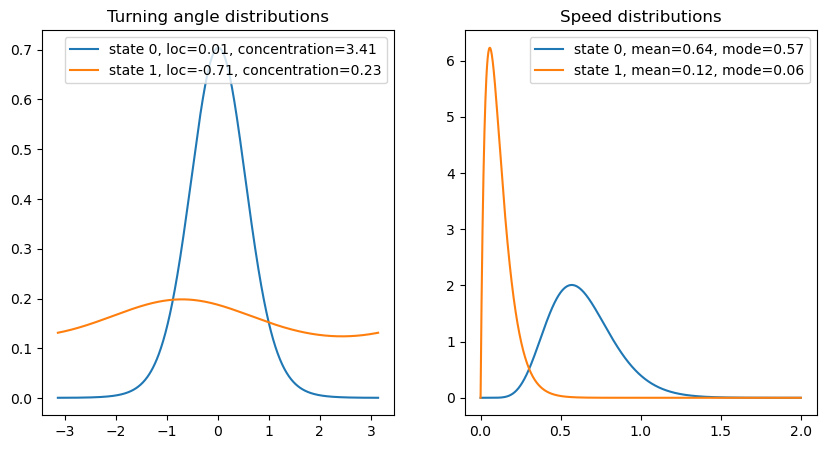 Turning angle distributions
state 0, loc=0.01, concentration=3.41
state 1, loc=-0.71, concentration=0.23
0.7
0.6
0.5
0.4
0.3
0.2
0.1
0.0
−3 −2 −1 0 1 2 3
Speed distributions
state 0, mean=0.64, mode=0.57
state 1, mean=0.12, mode=0.06
6
5
4
3
2
1
0
0.0 0.5 1.0 1.5 2.0